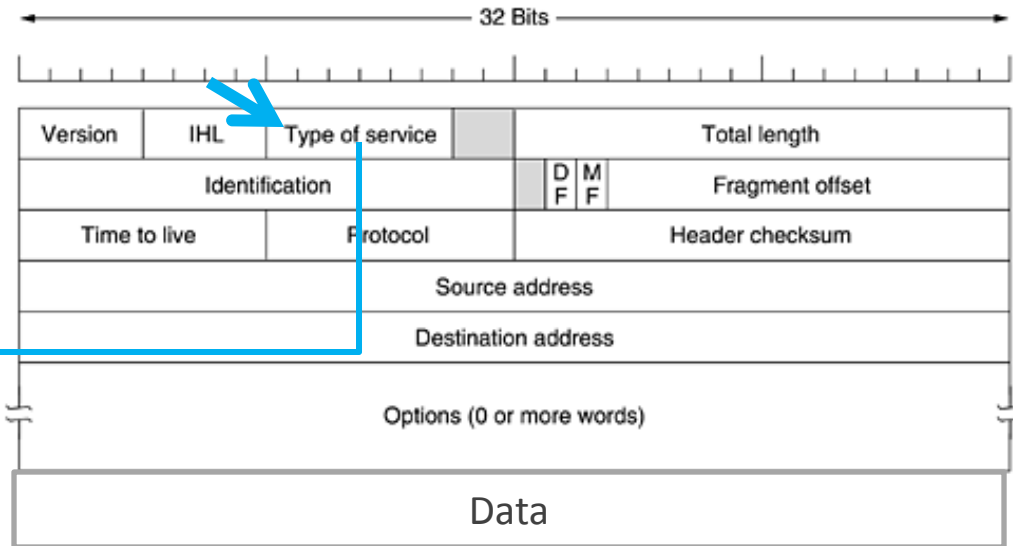 32 Bits
Version IHL Type of service Total length
Identification D F M F Fragment offset
Time to live Protocol Header checksum
Source address
Destination address
Options (0 or more words)
Data